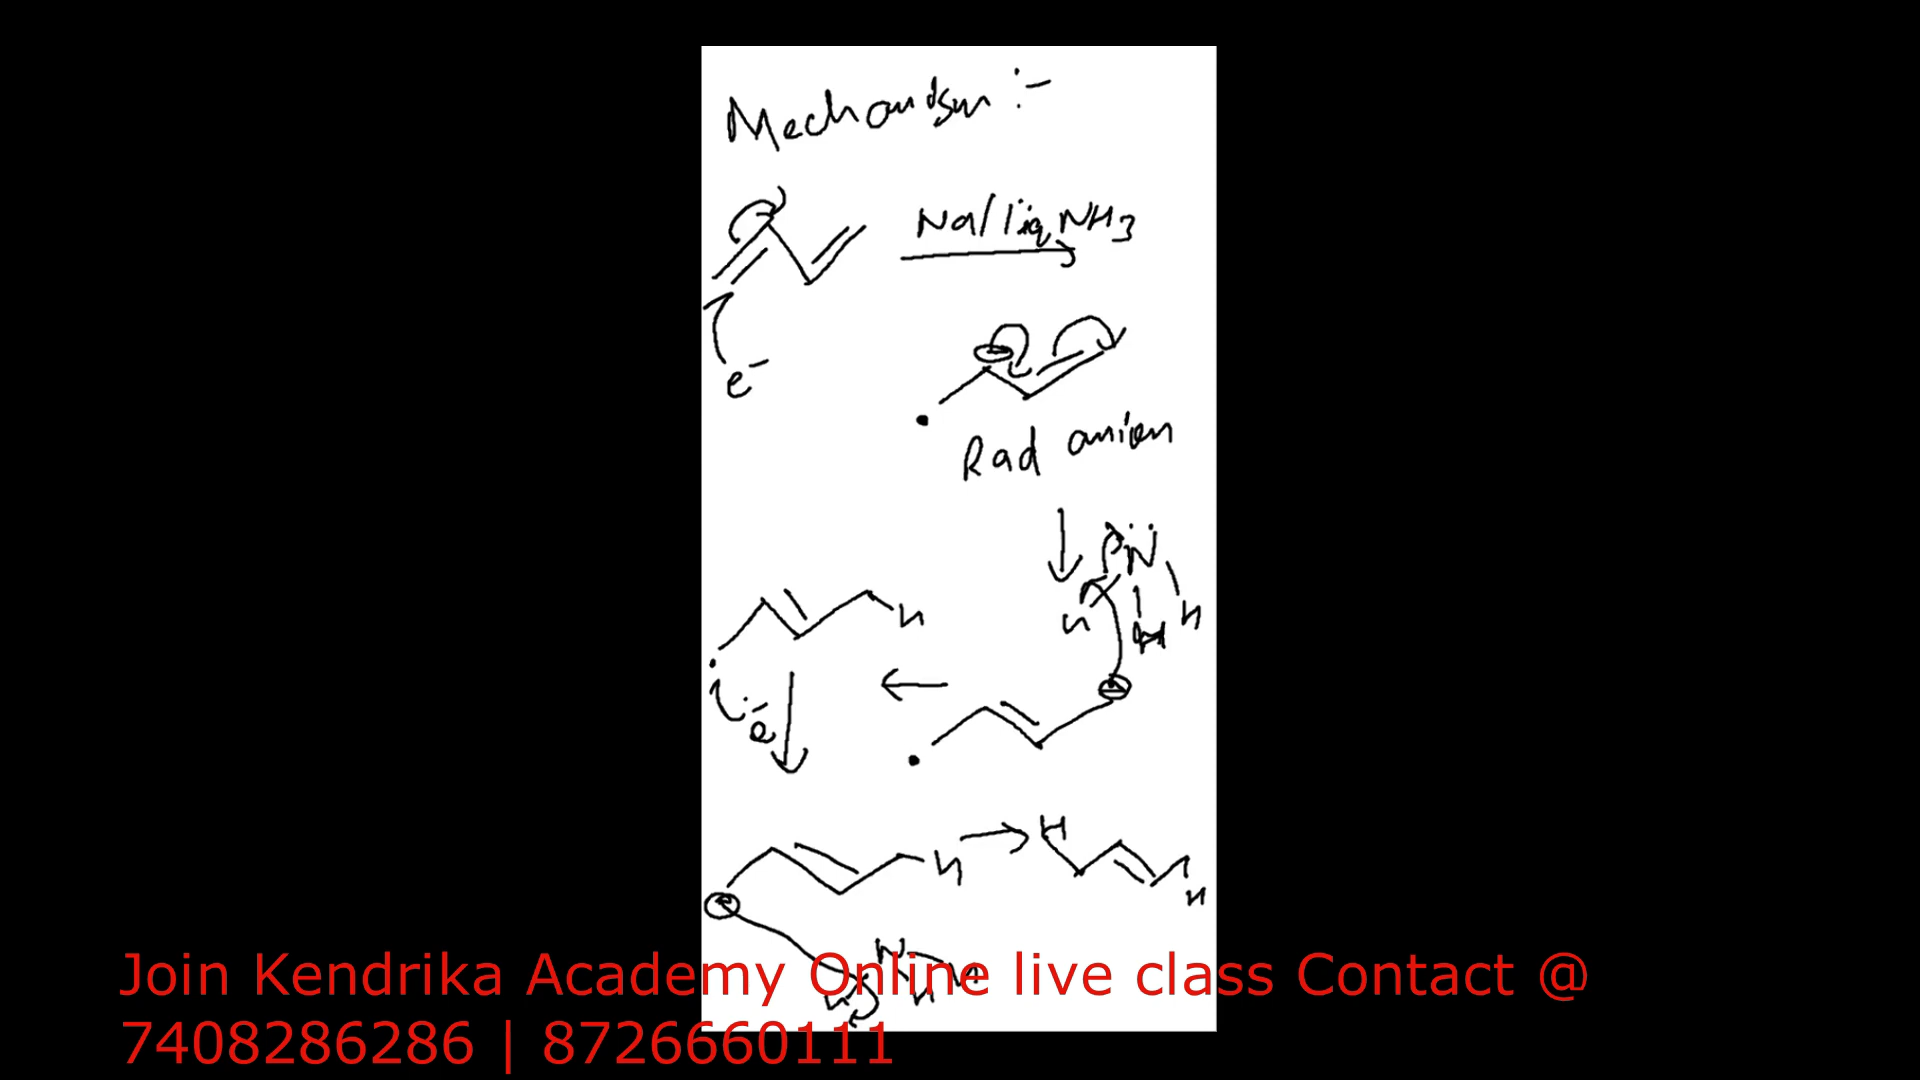 Mechanism :-
Na/liq NH3
e-
Rad anion
N
H H H
H
e-
H
H
H
N
H
H
Join Kendrika Academy Online live class Contact @
7408286286 | 8726660111